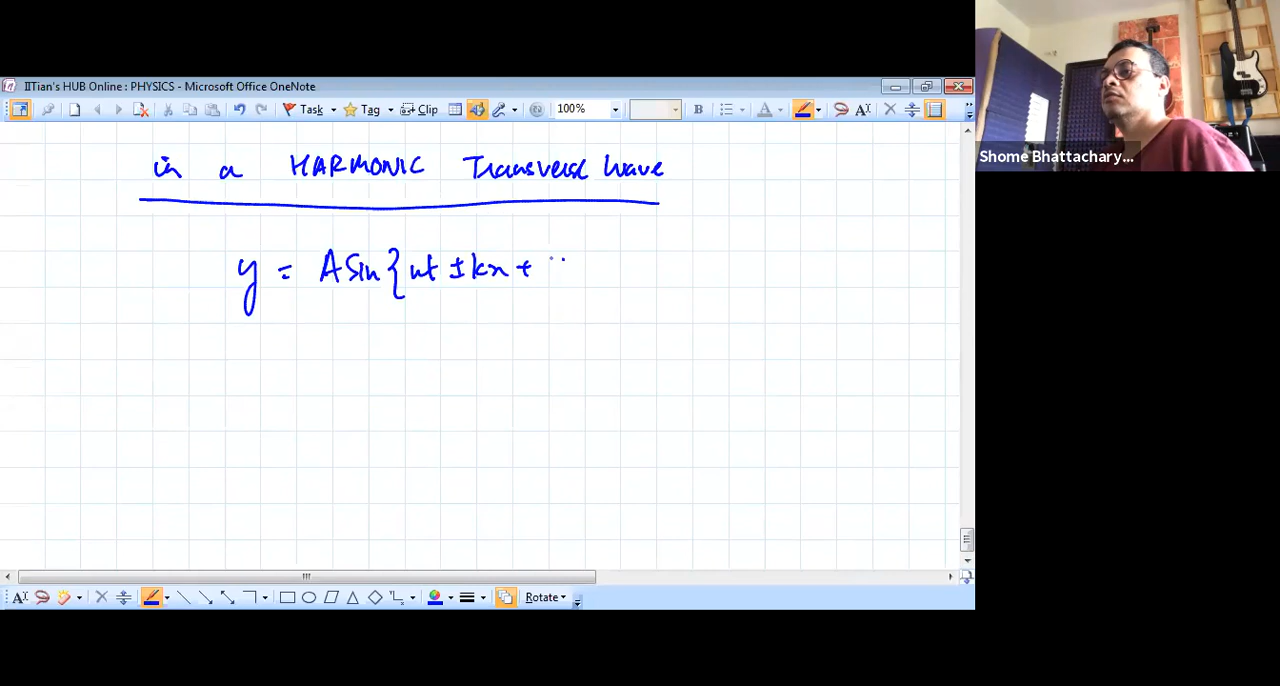 IITian's HUB Online : PHYSICS - Microsoft Office OneNote
Task Tag Clip 100% B A
in a HARMONIC Transverse wave
y = A Sin { ωt ± kx +
Shome Bhattachary...
A Rotate